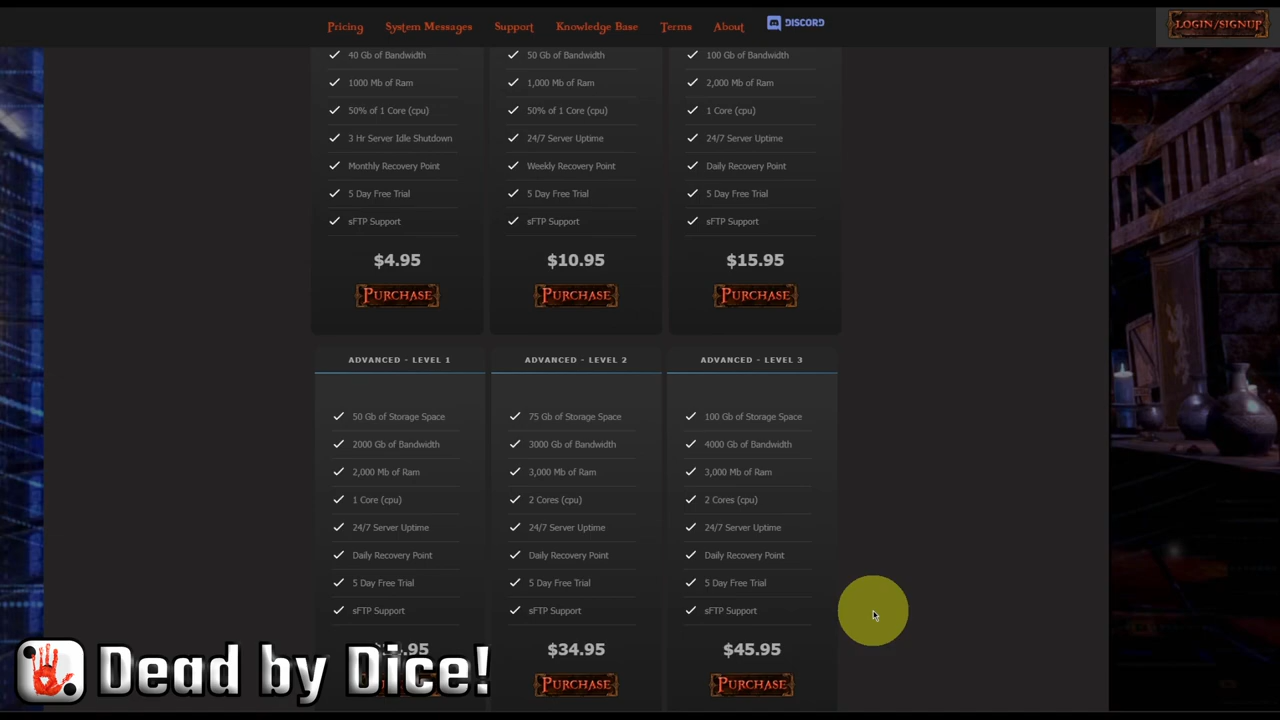 Pricing System Messages Support Knowledge Base Terms About DISCORD LOGIN/SIGNUP
40 Gb of Bandwidth
1000 Mb of Ram
50% of 1 Core (cpu)
3 Hr Server Idle Shutdown
Monthly Recovery Point
5 Day Free Trial
sFTP Support
$4.95
PURCHASE
50 Gb of Bandwidth
1,000 Mb of Ram
50% of 1 Core (cpu)
24/7 Server Uptime
Weekly Recovery Point
5 Day Free Trial
sFTP Support
$10.95
PURCHASE
100 Gb of Bandwidth
2,000 Mb of Ram
1 Core (cpu)
24/7 Server Uptime
Daily Recovery Point
5 Day Free Trial
sFTP Support
$15.95
PURCHASE
ADVANCED - LEVEL 1
50 Gb of Storage Space
2000 Gb of Bandwidth
2,000 Mb of Ram
1 Core (cpu)
24/7 Server Uptime
Daily Recovery Point
5 Day Free Trial
sFTP Support
ADVANCED - LEVEL 2
75 Gb of Storage Space
3000 Gb of Bandwidth
3,000 Mb of Ram
2 Cores (cpu)
24/7 Server Uptime
Daily Recovery Point
5 Day Free Trial
sFTP Support
$34.95
PURCHASE
ADVANCED - LEVEL 3
100 Gb of Storage Space
4000 Gb of Bandwidth
3,000 Mb of Ram
2 Cores (cpu)
24/7 Server Uptime
Daily Recovery Point
5 Day Free Trial
sFTP Support
$45.95
PURCHASE
Dead by Dice!